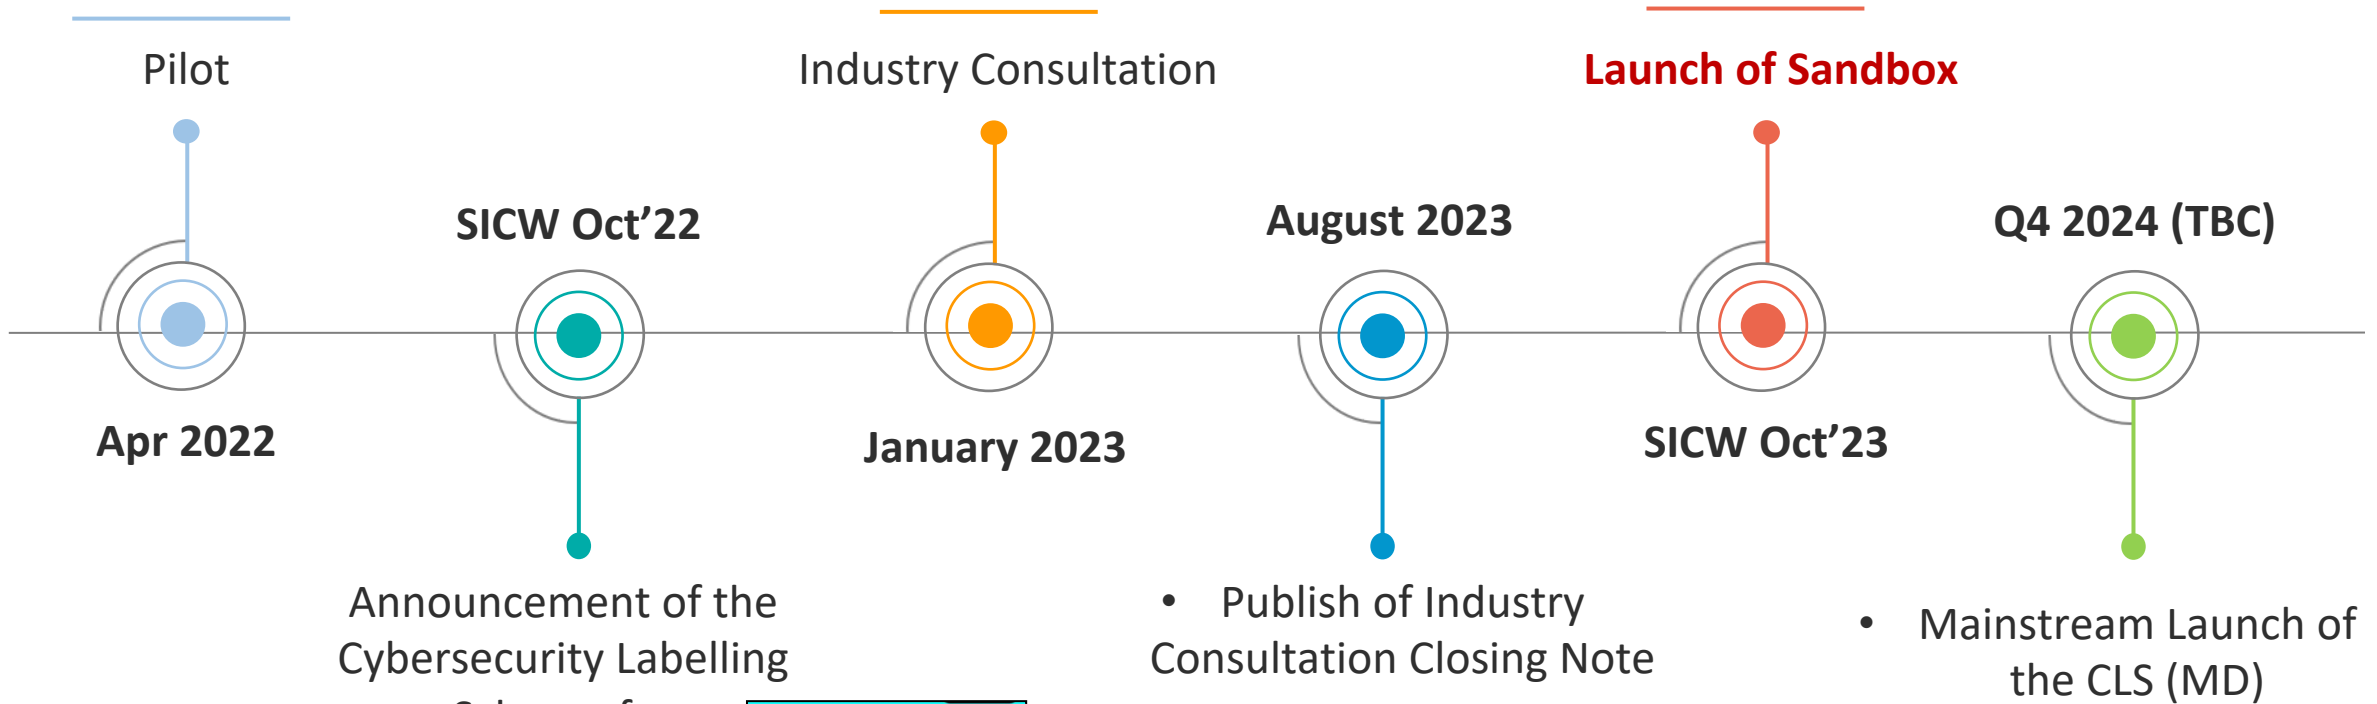 Pilot
Industry Consultation
Launch of Sandbox
SICW Oct’22
August 2023
Q4 2024 (TBC)
Apr 2022
January 2023
SICW Oct’23
Announcement of the
Cybersecurity Labelling
• Publish of Industry
Consultation Closing Note
• Mainstream Launch of
the CLS (MD)